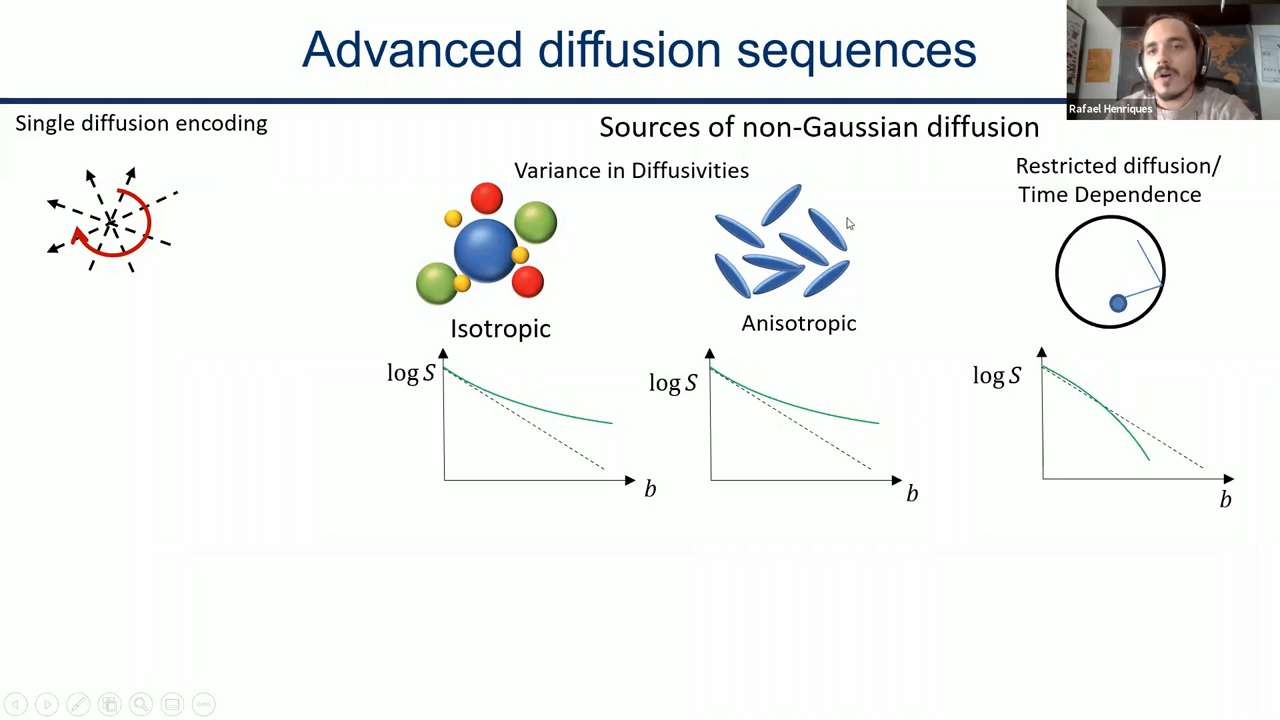 Advanced diffusion sequences
Rafael Henriques
Single diffusion encoding
Sources of non-Gaussian diffusion
Variance in Diffusivities
Restricted diffusion/
Time Dependence
Isotropic
Anisotropic
log S
b
log S
b
log S
b